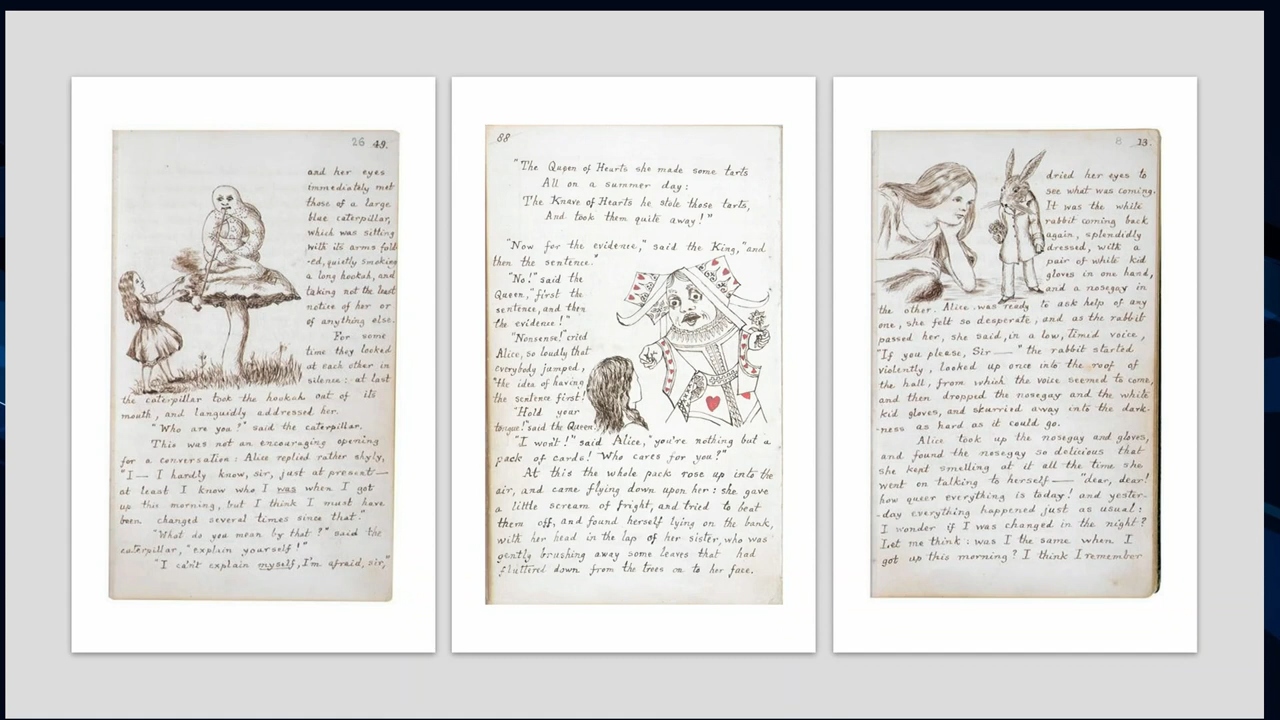 26 49.
and her eyes
immediately met
those of a large
blue caterpillar,
which was sitting
with its arms fold
-ed, quietly smoking
a long hookah, and
taking not the least
notice of her or
of anything else.
For some
time they looked
at each other in
silence: at last
the caterpillar took the hookah out of its
mouth, and languidly addressed her.
"Who are you?" said the caterpillar.
This was not an encouraging opening
for a conversation: Alice replied rather shyly,
"I— I hardly know, sir, just at present—
at least I know who I was when I got
up this morning, but I think I must have
been changed several times since that."
"What do you mean by that?" said the
caterpillar, "explain yourself!"
"I ca'n't explain myself, I'm afraid, sir,"
88
"The Queen of Hearts she made some tarts
All on a summer day:
The Knave of Hearts he stole those tarts,
And took them quite away!"
"Now for the evidence," said the King, "and
then the sentence."
"No!" said the
Queen, "first the
sentence, and then
the evidence!"
"Nonsense!" cried
Alice, so loudly that
everybody jumped,
"the idea of having
the sentence first!"
"Hold your
tongue!" said the Queen.
"I won't!" said Alice, "you're nothing but a
pack of cards! Who cares for you?"
At this the whole pack rose up into the
air, and came flying down upon her: she gave
a little scream of fright, and tried to beat
them off, and found herself lying on the bank,
with her head in the lap of her sister, who was
gently brushing away some leaves that had
fluttered down from the trees on to her face.
8 13.
dried her eyes to
see what was coming.
It was the white
rabbit coming back
again, splendidly
dressed, with a
pair of white kid
gloves in one hand,
and a nosegay in
the other. Alice was ready to ask help of any
one, she felt so desperate, and as the rabbit
passed her, she said, in a low, timid voice,
"If you please, Sir—" the rabbit started
violently, looked up once into the roof of
the hall, from which the voice seemed to come,
and then dropped the nosegay and the white
kid gloves, and skurried away into the dark-
-ness as hard as it could go.
Alice took up the nosegay and gloves,
and found the nosegay so delicious that
she kept smelling at it all the time she
went on talking to herself— "dear, dear!
how queer everything is today! and yester-
-day everything happened just as usual:
I wonder if I was changed in the night?
Let me think: was I the same when I
got up this morning? I think I remember